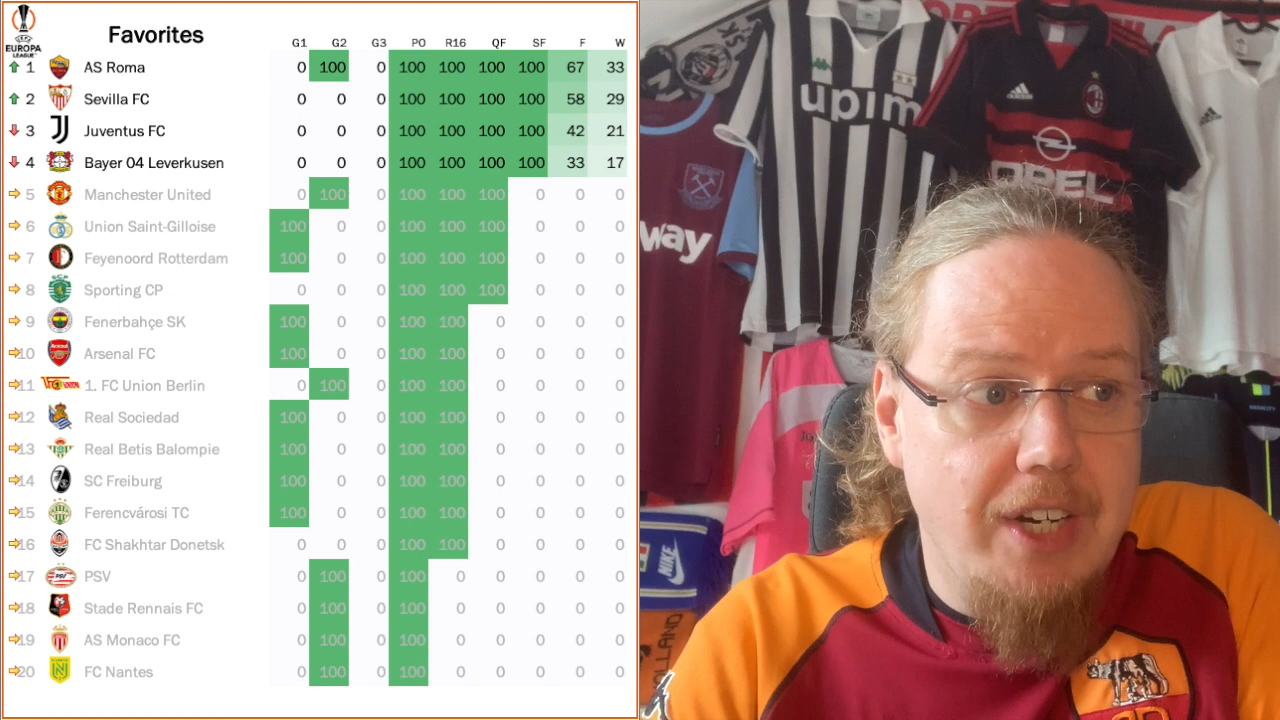 EUROPA
LEAGUE
Favorites
G1 G2 G3 PO R16 QF SF F W
1 AS Roma 0 100 0 100 100 100 100 67 33
2 Sevilla FC 0 0 0 100 100 100 100 58 29
3 Juventus FC 0 0 0 100 100 100 100 42 21
4 Bayer 04 Leverkusen 0 0 0 100 100 100 100 33 17
5 Manchester United 0 100 0 100 100 100 0 0 0
6 Union Saint-Gilloise 100 0 0 100 100 100 0 0 0
7 Feyenoord Rotterdam 100 0 0 100 100 100 0 0 0
8 Sporting CP 0 0 0 100 100 100 0 0 0
9 Fenerbahçe SK 100 0 0 100 100 0 0 0 0
10 Arsenal FC 100 0 0 100 100 0 0 0 0
11 1. FC Union Berlin 0 100 0 100 100 0 0 0 0
12 Real Sociedad 100 0 0 100 100 0 0 0 0
13 Real Betis Balompie 100 0 0 100 100 0 0 0 0
14 SC Freiburg 100 0 0 100 100 0 0 0 0
15 Ferencvárosi TC 100 0 0 100 100 0 0 0 0
16 FC Shakhtar Donetsk 0 0 0 100 100 0 0 0 0
17 PSV 0 100 0 100 0 0 0 0 0
18 Stade Rennais FC 0 100 0 100 0 0 0 0 0
19 AS Monaco FC 0 100 0 100 0 0 0 0 0
20 FC Nantes 0 100 0 100 0 0 0 0 0
upim
adidas
OPEL
way
NIKE
HOLLAND